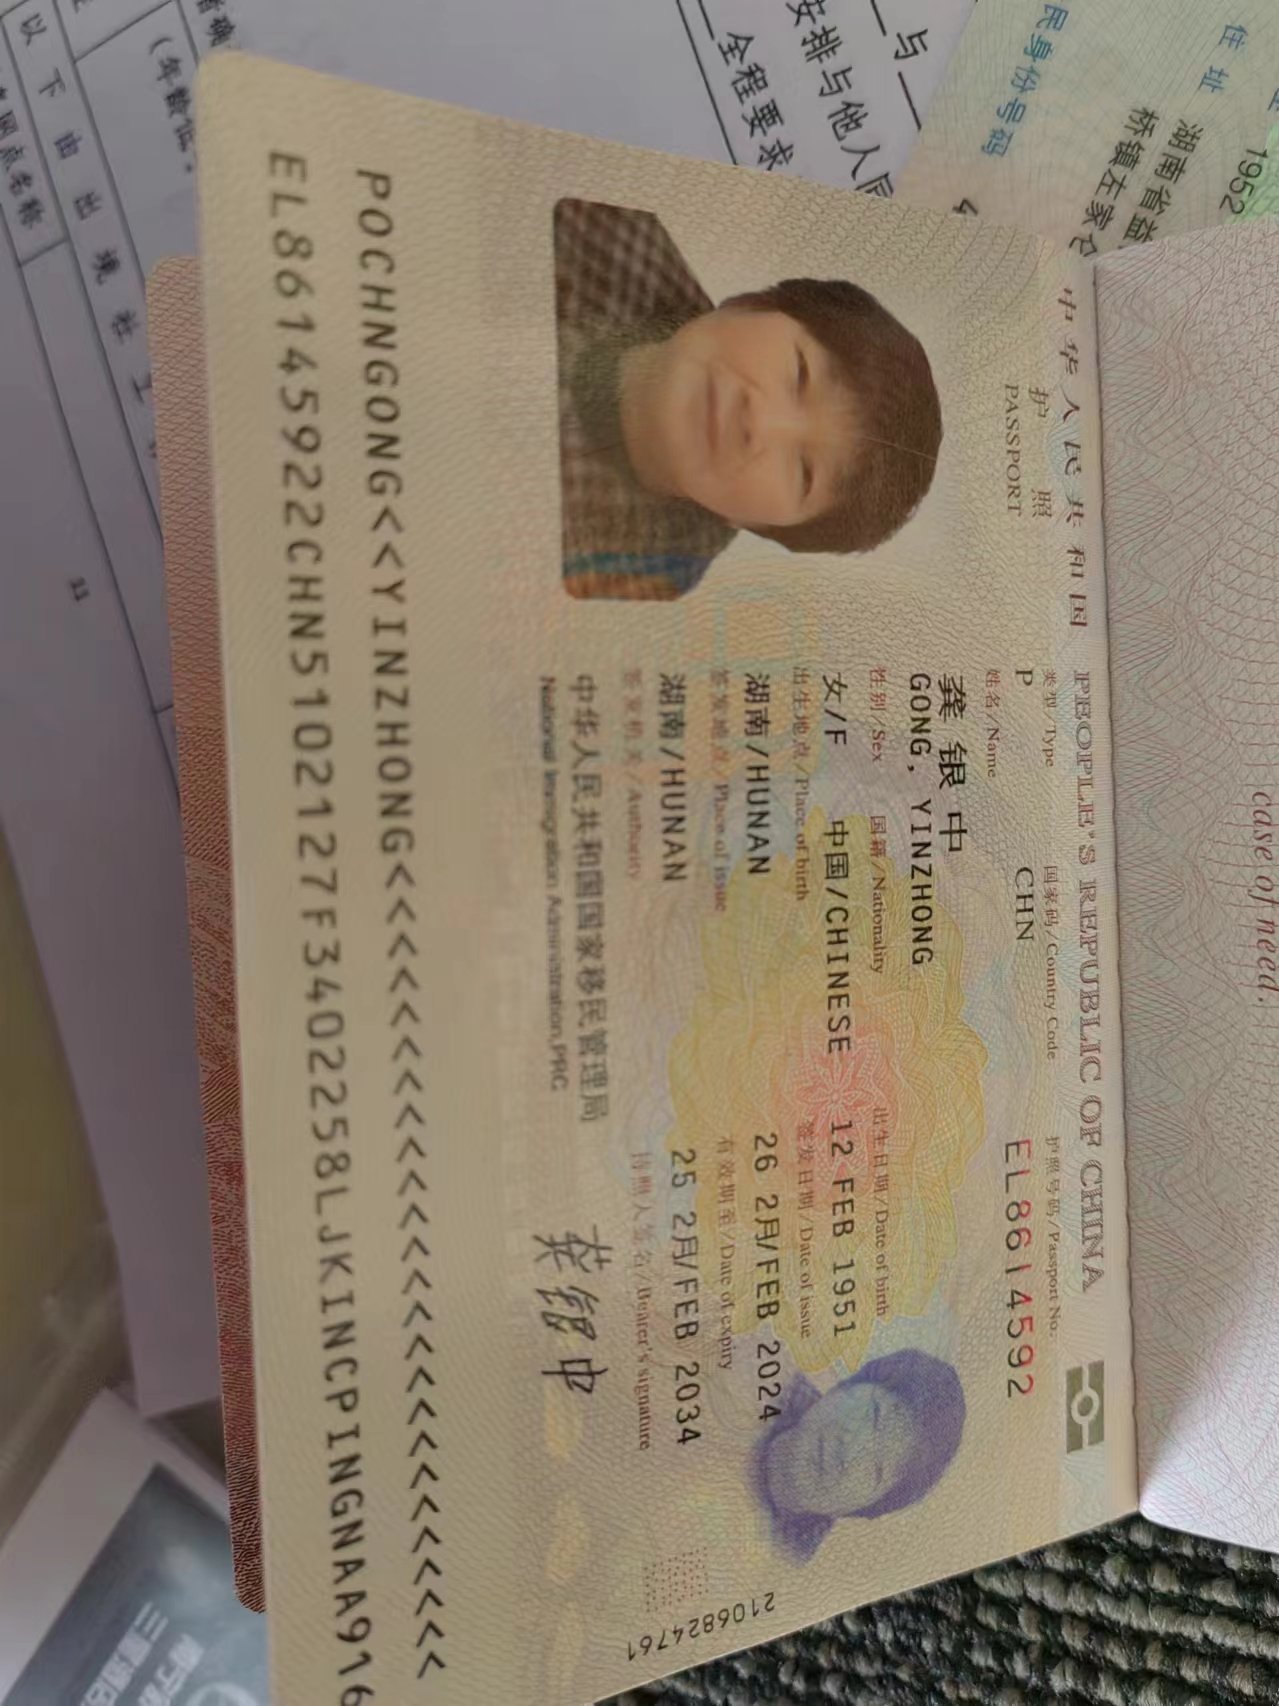 中华人民共和国 PEOPLE'S REPUBLIC OF CHINA
护照
PASSPORT
类型/Type 国家码/Country Code 护照号码/Passport No.
P CHN EL8614592
姓名/Name
龚银中
GONG, YINZHONG
性别/Sex 国籍/Nationality 出生日期/Date of birth
女/F 中国/CHINESE 12 FEB 1951
出生地点/Place of birth 签发日期/Date of issue
湖南/HUNAN 26 2月/FEB 2024
签发地点/Place of issue 有效期至/Date of expiry
湖南/HUNAN 25 2月/FEB 2034
签发机关/Authority 持照人签名/Bearer's signature
中华人民共和国国家移民管理局
National Immigration Administration,PRC
龚银中
2106824761
POCHNGONG<<YINZHONG<<<<<<<<<<<<<<<<<<<<<<<<
EL86145922CHN5102127F3402258LJKINCPINGNAA916
case of need.
住址 湖南省益
桥镇左家仑
民身份号码
1952
与
安排与他人同
全程要求
以下由出境社
网点名称
11